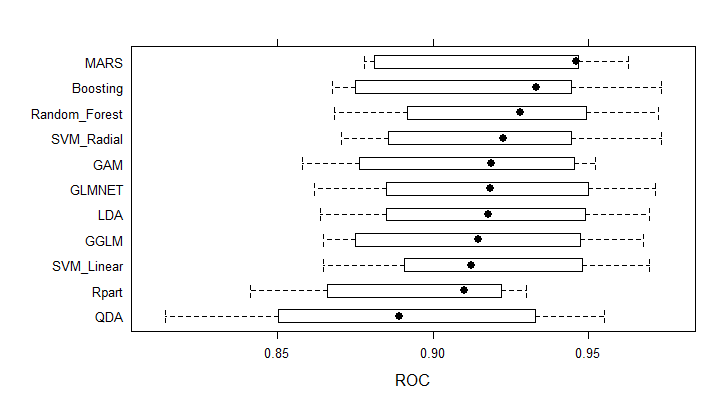 MARS
Boosting
Random_Forest
SVM_Radial
GAM
GLMNET
LDA
GGLM
SVM_Linear
Rpart
QDA
0.85 0.90 0.95
ROC